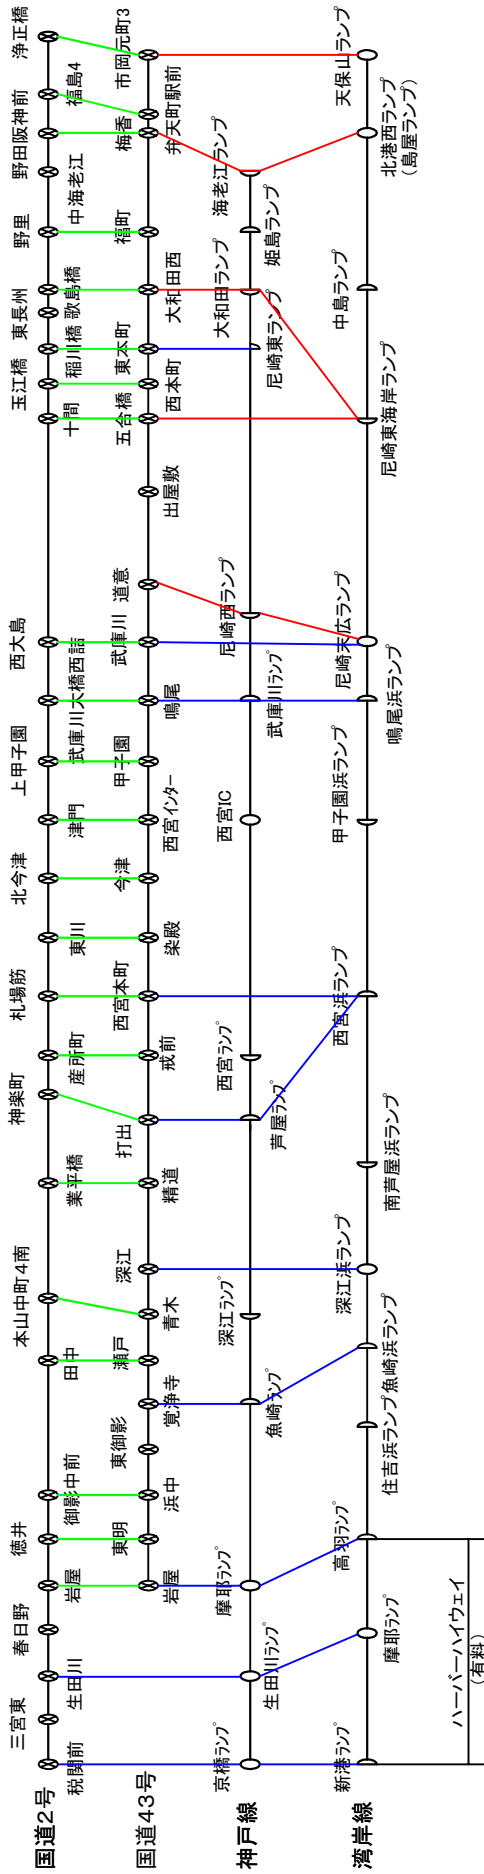 国道2号
税関前
三宮東
生田川
春日野
岩屋
徳井
御影中前
田中
本山中町4南
業平橋
神楽町
産所町
札場筋
東川
北今津
津門
上甲子園
武庫川大橋西詰
西大島
十間
玉江橋
稲川橋
東長州
歌島橋
野里
中海老江
野田阪神前
福島4
浄正橋
国道43号
岩屋
東明
浜中
東御影
覚浄寺
瀬戸
青木
深江
精道
打出
戎前
西宮本町
染殿
今津
西宮インター
甲子園
鳴尾
武庫川
道意
出屋敷
五合橋
西本町
東本町
大和田西
福町
梅香
弁天町駅前
市岡元町3
神戸線
京橋ランプ
生田川ランプ
摩耶ランプ
魚崎ランプ
深江ランプ
芦屋ランプ
西宮ランプ
西宮IC
武庫川ランプ
尼崎西ランプ
尼崎東ランプ
大和田ランプ
姫島ランプ
海老江ランプ
湾岸線
新港ランプ
摩耶ランプ
高羽ランプ
住吉浜ランプ
魚崎浜ランプ
深江浜ランプ
南芦屋浜ランプ
西宮浜ランプ
甲子園浜ランプ
鳴尾浜ランプ
尼崎末広ランプ
尼崎東海岸ランプ
中島ランプ
北港西ランプ
(島屋ランプ)
天保山ランプ
ハーバーハイウェイ
(有料)